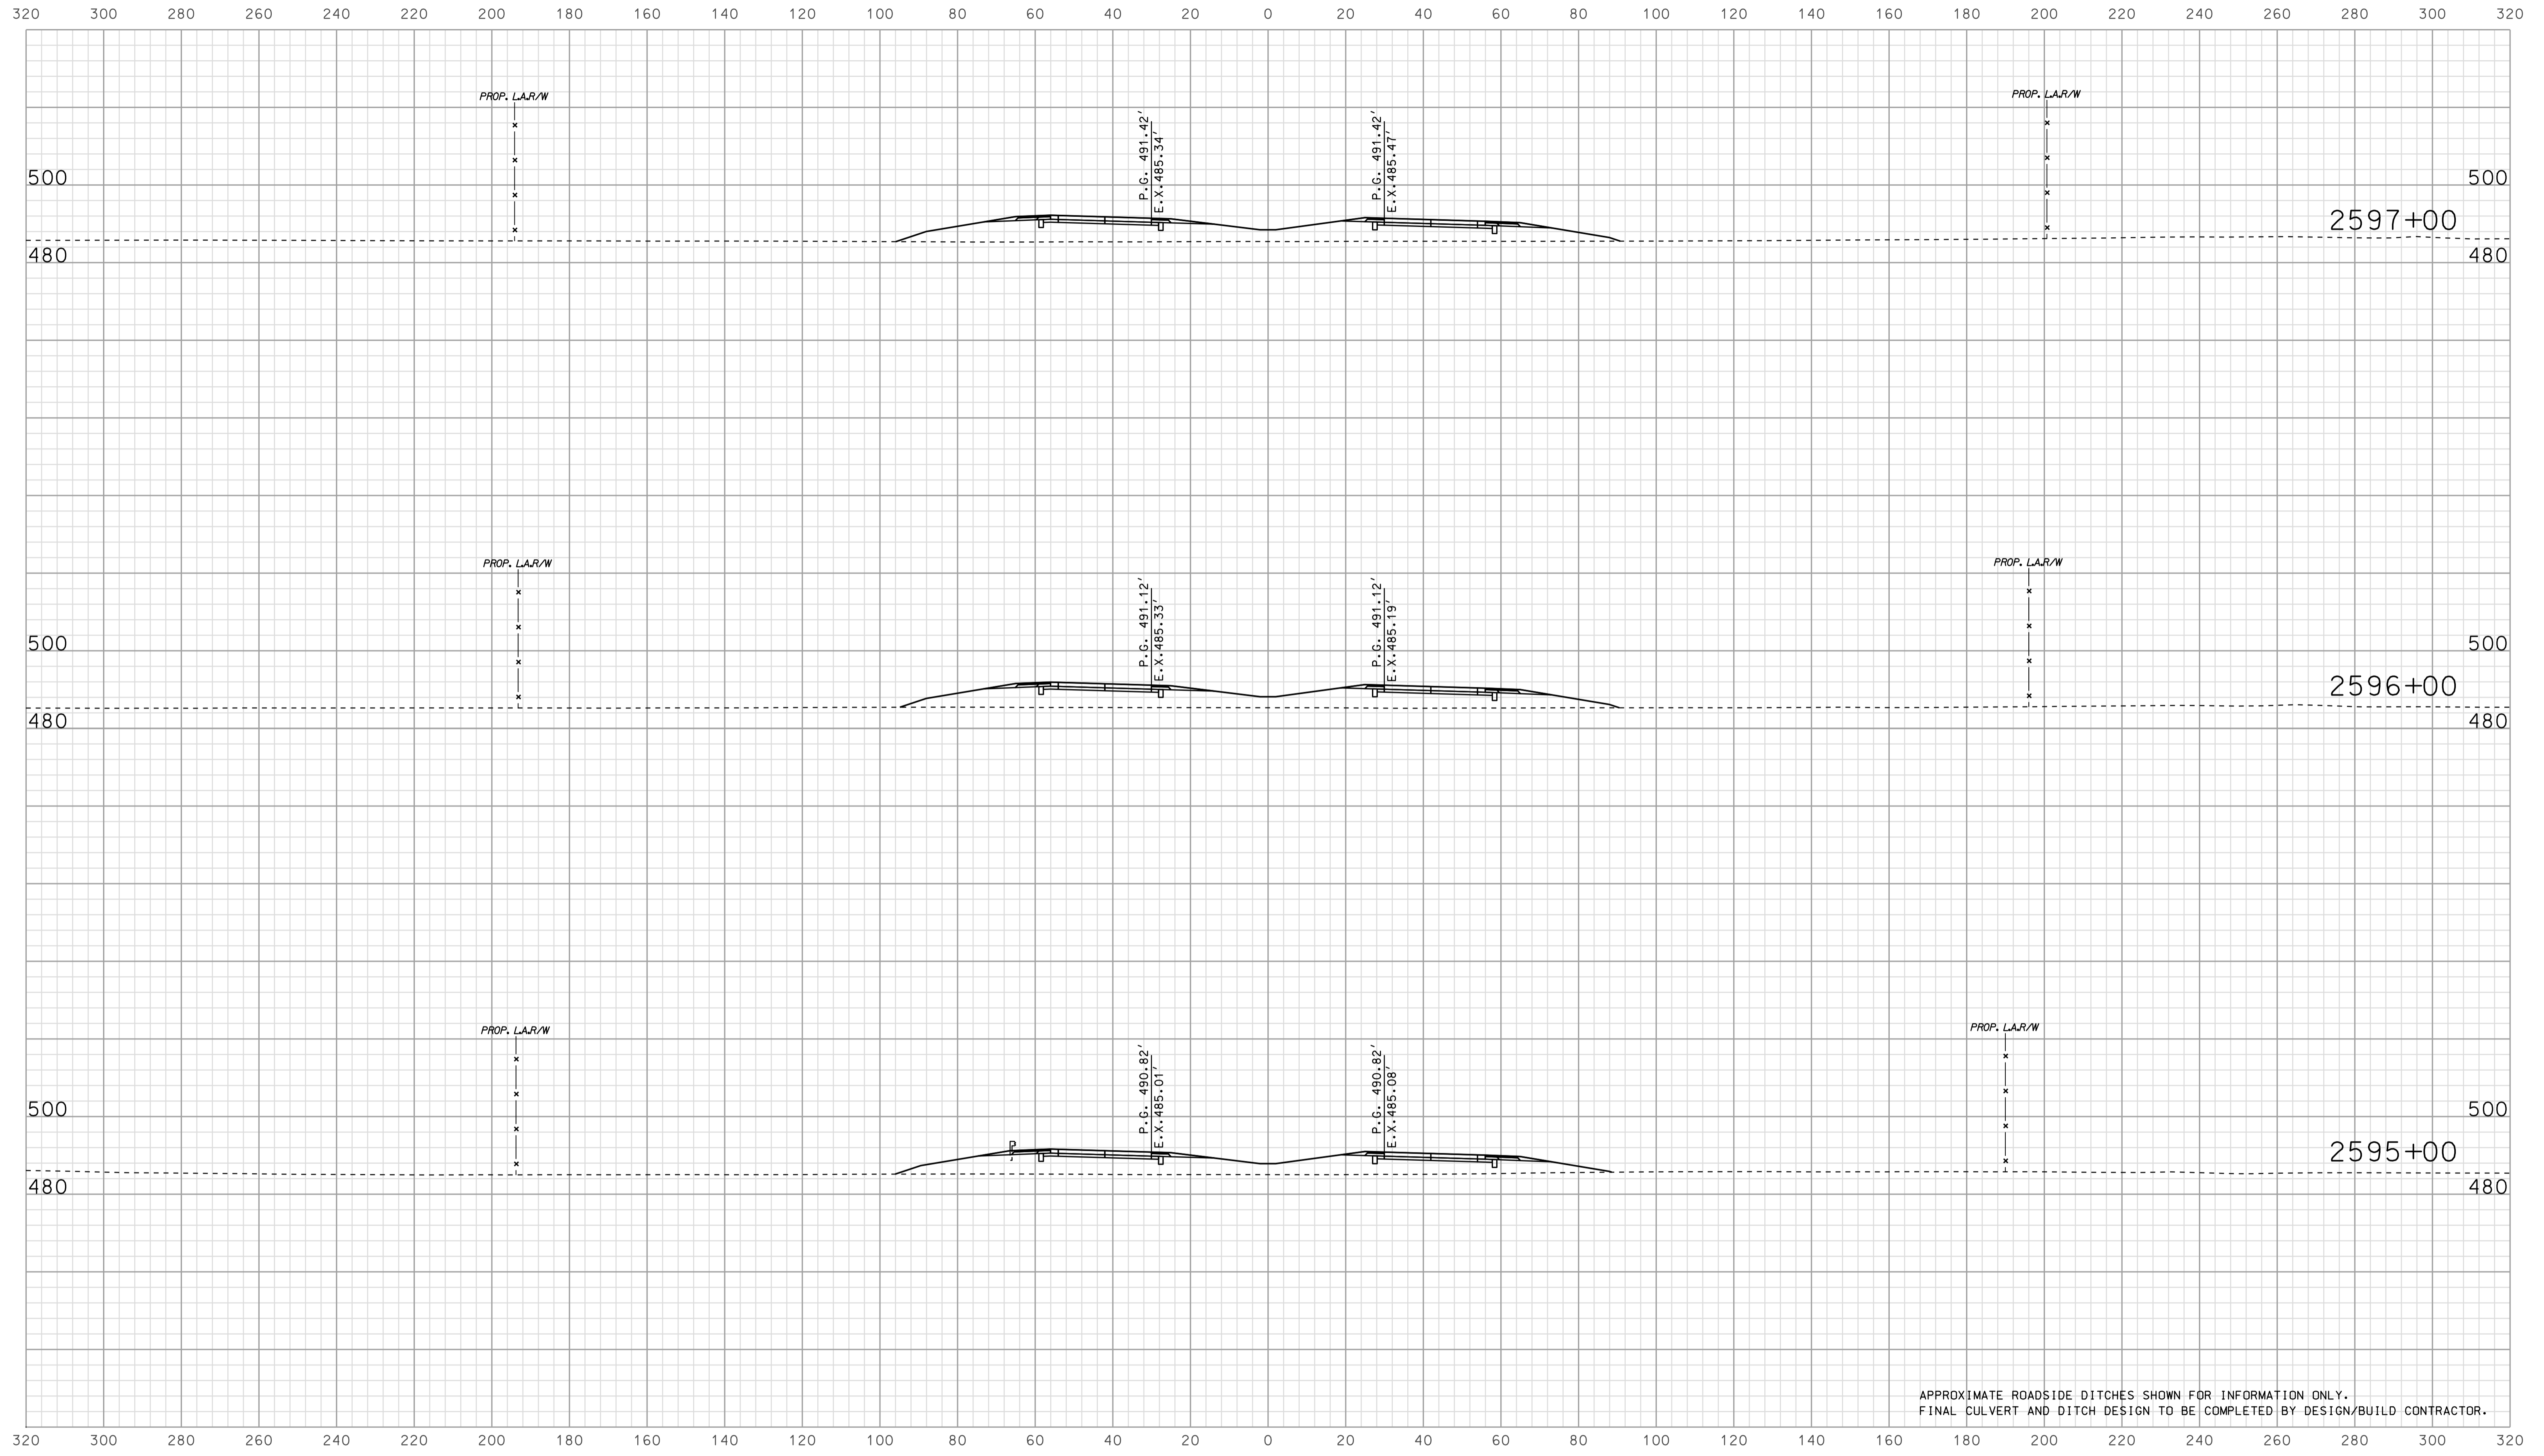 320 300 280 260 240 220 200 180 160 140 120 100 80 60 40 20 0 20 40 60 80 100 120 140 160 180 200 220 240 260 280 300 320
PROP. L.A.R/W
PROP. L.A.R/W
P.G. 491.42'
E.X.485.34'
P.G. 491.42'
E.X.485.47'
500
500
2597+00
480
480
PROP. L.A.R/W
PROP. L.A.R/W
P.G. 491.12'
E.X.485.33'
P.G. 491.12'
E.X.485.19'
500
500
2596+00
480
480
PROP. L.A.R/W
PROP. L.A.R/W
P.G. 490.82'
E.X.485.01'
P.G. 490.82'
E.X.485.08'
500
500
2595+00
480
480
APPROXIMATE ROADSIDE DITCHES SHOWN FOR INFORMATION ONLY.
FINAL CULVERT AND DITCH DESIGN TO BE COMPLETED BY DESIGN/BUILD CONTRACTOR.
320 300 280 260 240 220 200 180 160 140 120 100 80 60 40 20 0 20 40 60 80 100 120 140 160 180 200 220 240 260 280 300 320